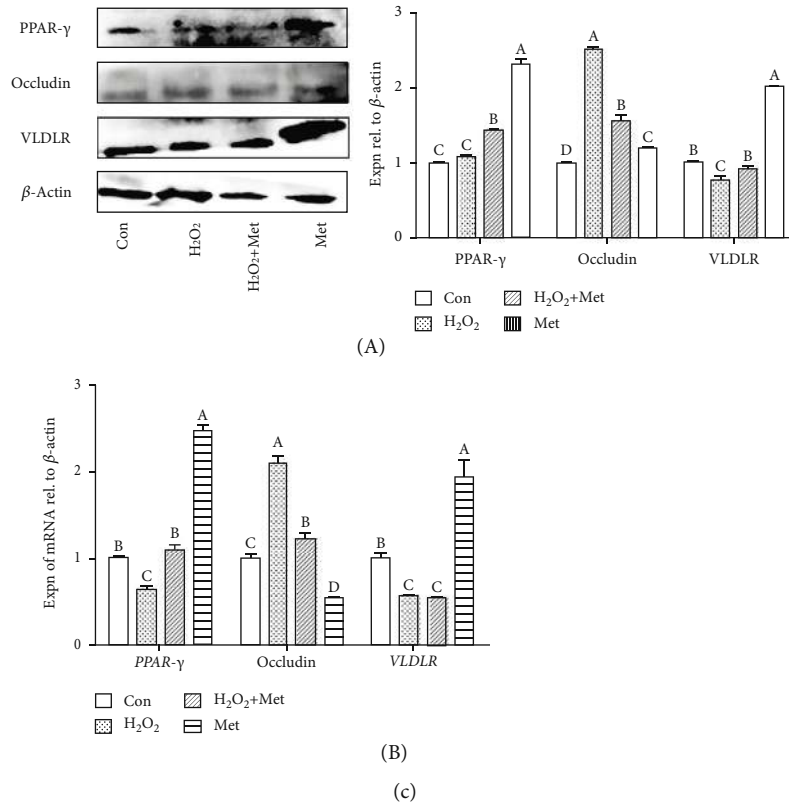 PPAR-γ
Occludin
VLDLR
β-Actin
Con
H₂O₂
H₂O₂+Met
Met
Expn rel. to β-actin
3
2
1
0
C C B A
D A B C
B C B A
PPAR-γ Occludin VLDLR
Con H₂O₂+Met
H₂O₂ Met
(A)
Expn of mRNA rel. to β-actin
3
2
1
0
B C B A
C A B D
B C C A
PPAR-γ Occludin VLDLR
Con H₂O₂+Met
H₂O₂ Met
(B)
(c)